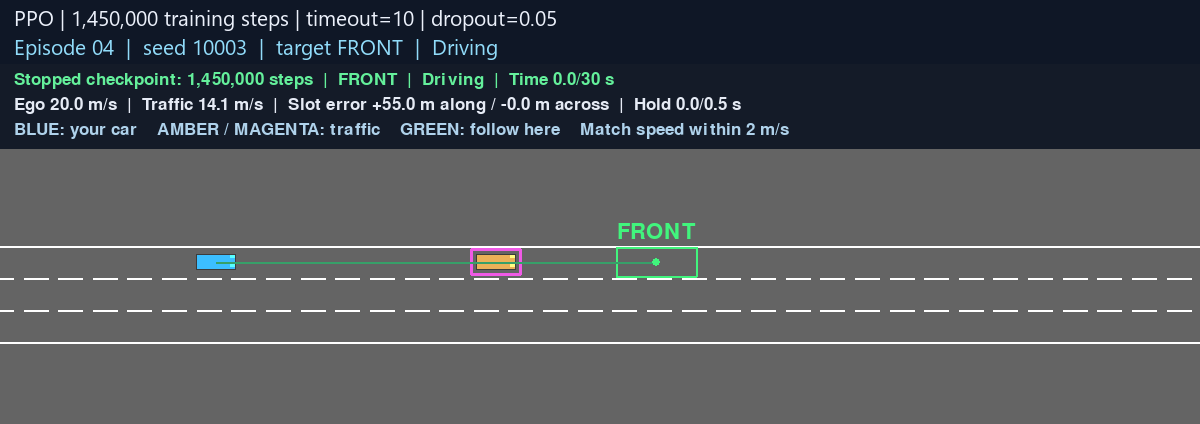 PPO | 1,450,000 training steps | timeout=10 | dropout=0.05
Episode 04 | seed 10003 | target FRONT | Driving
Stopped checkpoint: 1,450,000 steps | FRONT | Driving | Time 0.0/30 s
Ego 20.0 m/s | Traffic 14.1 m/s | Slot error +55.0 m along / -0.0 m across | Hold 0.0/0.5 s
BLUE: your car AMBER / MAGENTA: traffic GREEN: follow here Match speed within 2 m/s
FRONT